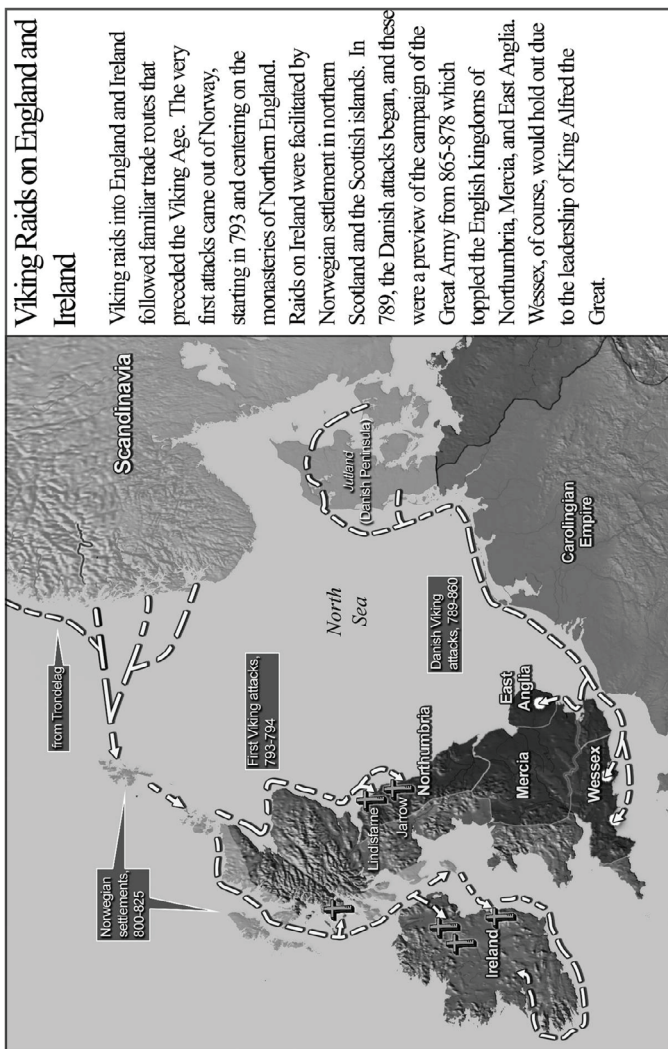 Viking Raids on England and
Ireland
Viking raids into England and Ireland
followed familiar trade routes that
preceded the Viking Age. The very
first attacks came out of Norway,
starting in 793 and centering on the
monasteries of Northern England.
Raids on Ireland were facilitated by
Norwegian settlement in northern
Scotland and the Scottish islands. In
789, the Danish attacks began, and these
were a preview of the campaign of the
Great Army from 865-878 which
toppled the English kingdoms of
Northumbria, Mercia, and East Anglia.
Wessex, of course, would hold out due
to the leadership of King Alfred the
Great.
from Trondelag
Scandinavia
Norwegian
settlements,
800-825
First Viking attacks,
793-794
North
Sea
Jutland
(Danish Peninsula)
Lindisfarne
Jarrow
Northumbria
Danish Viking
attacks, 789-860
Ireland
Mercia
East
Anglia
Wessex
Carolingian
Empire